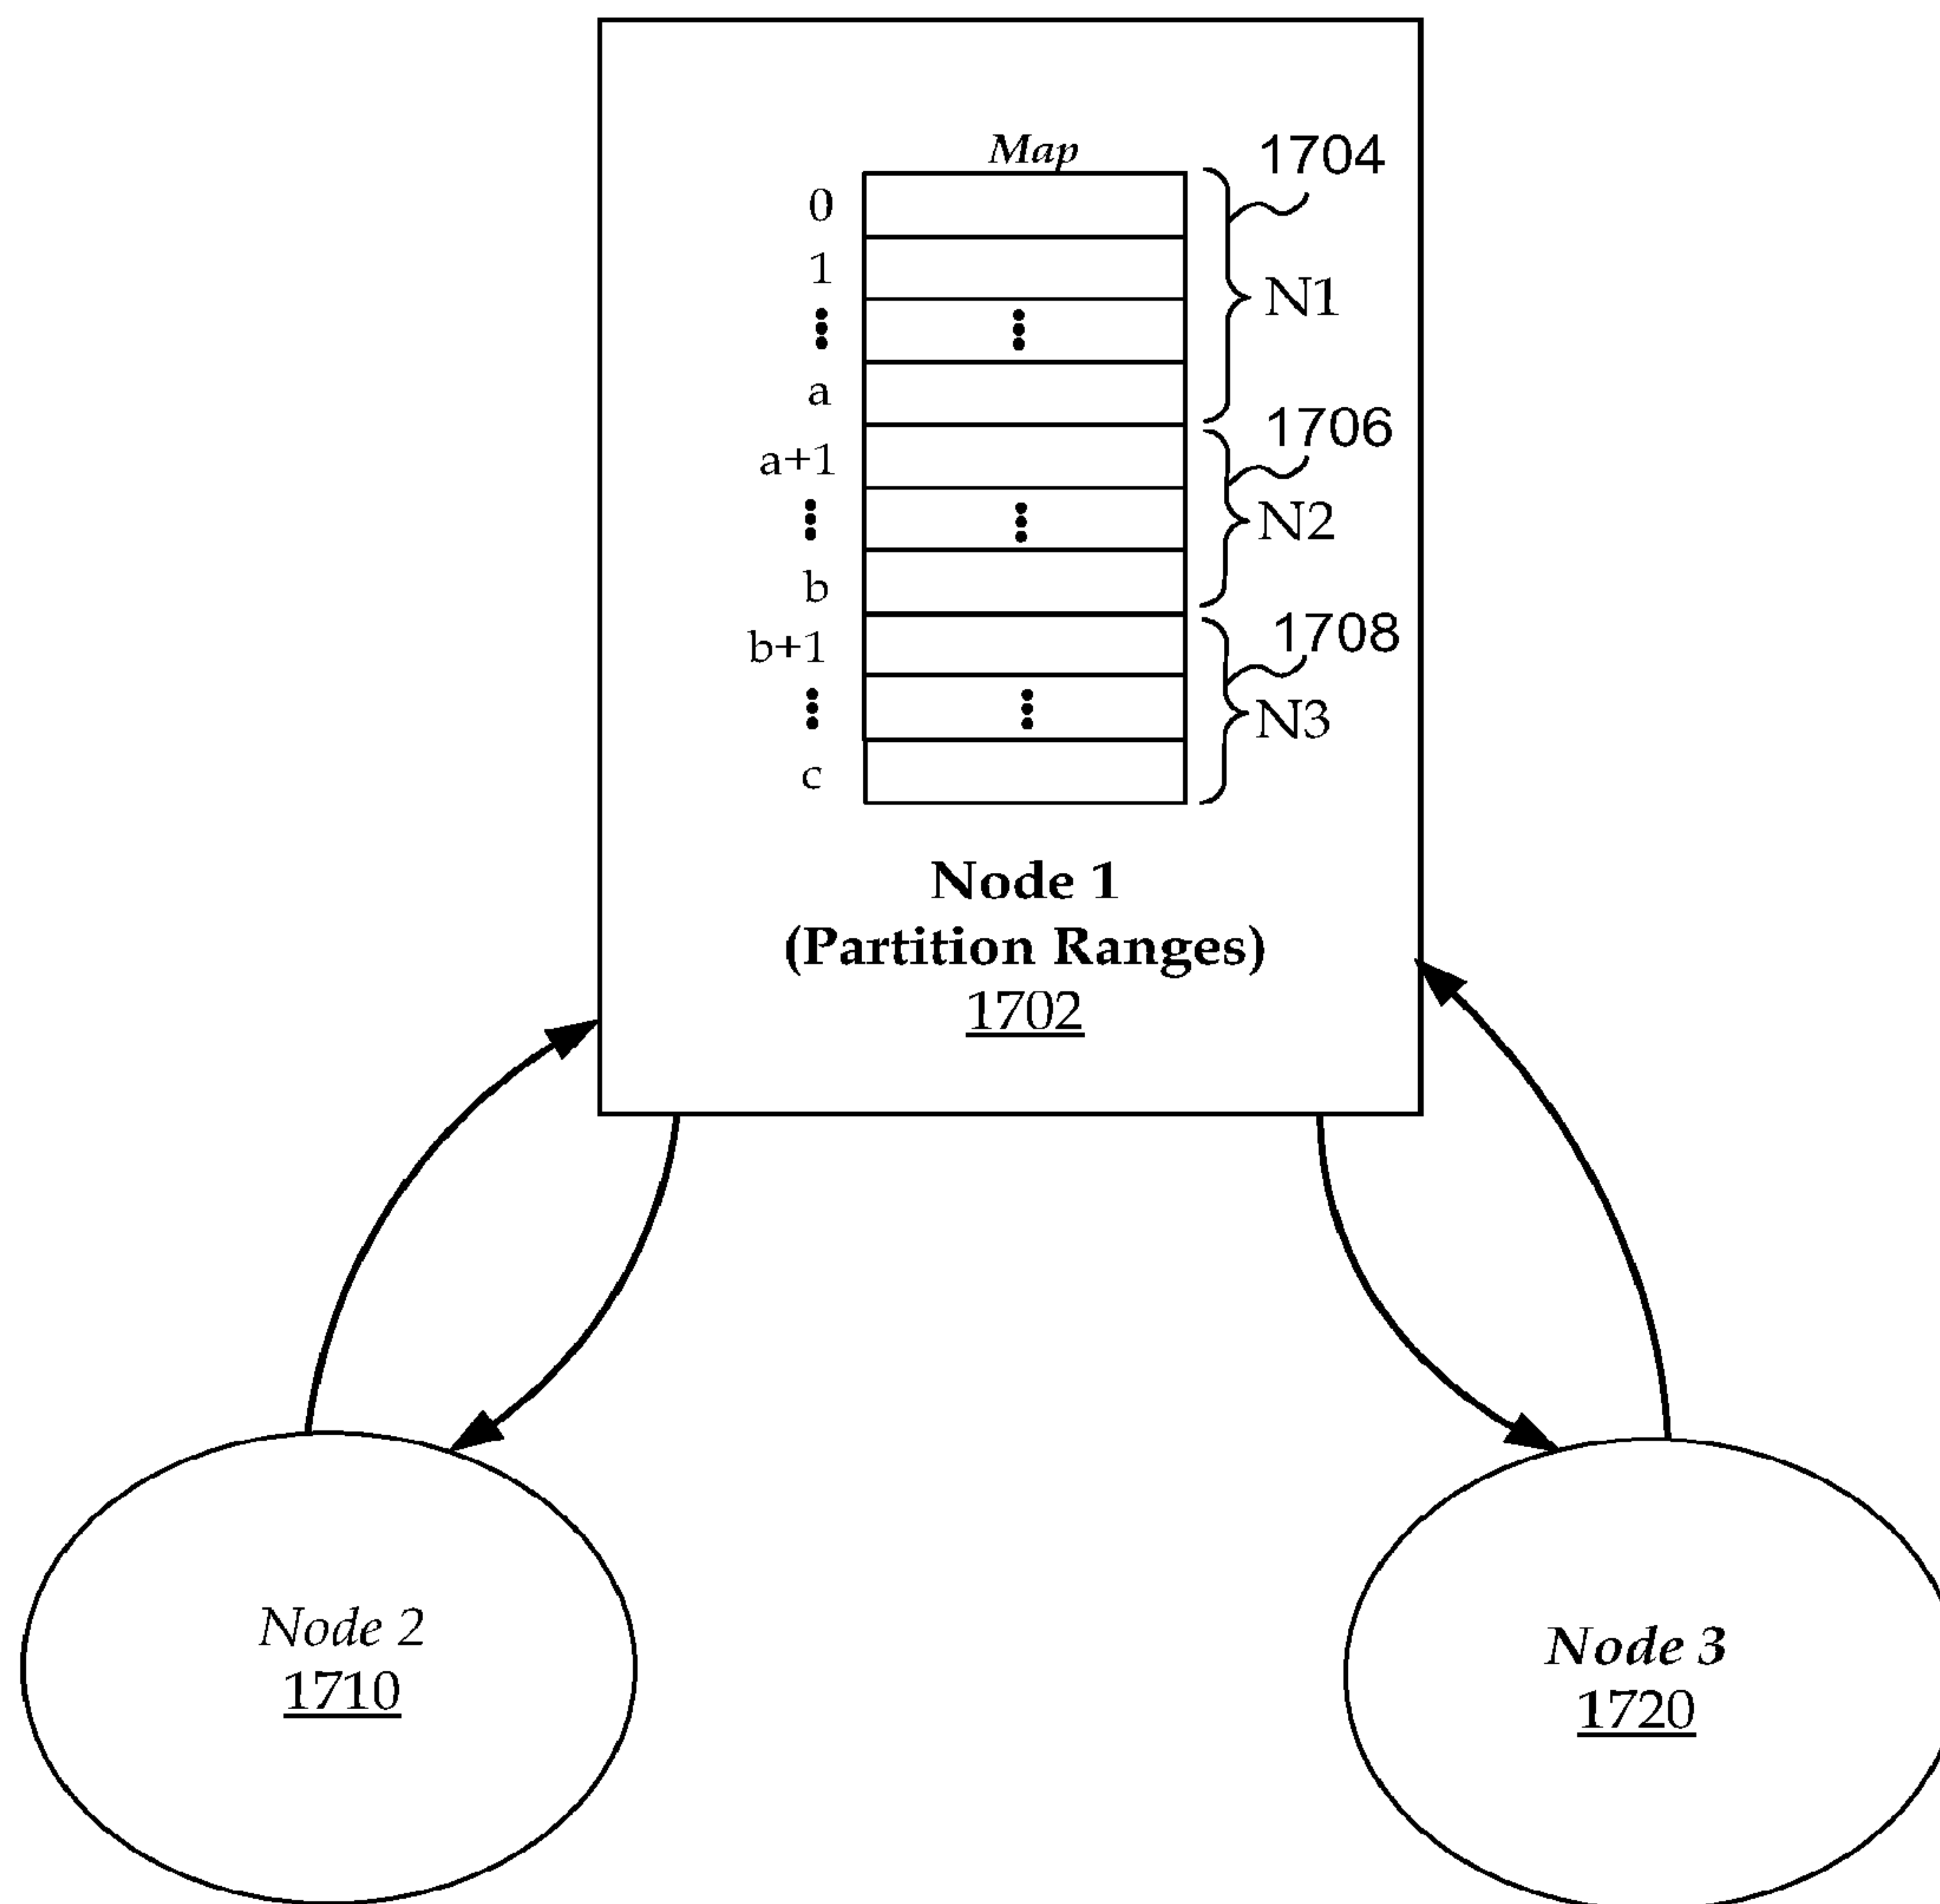 Map
1704
0
1
N1
a
1706
a+1
N2
b
1708
b+1
N3
c
Node 1
(Partition Ranges)
1702
Node 2
1710
Node 3
1720